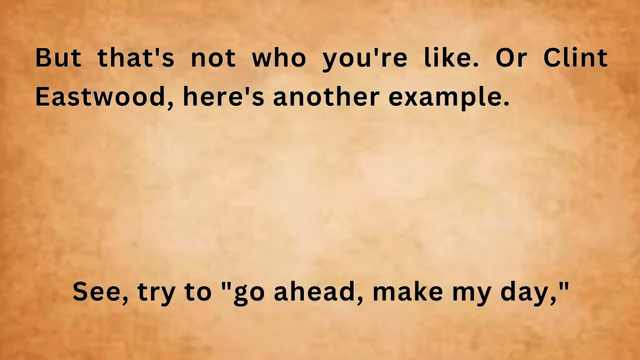 But that's not who you're like. Or Clint
Eastwood, here's another example.
See, try to "go ahead, make my day,"